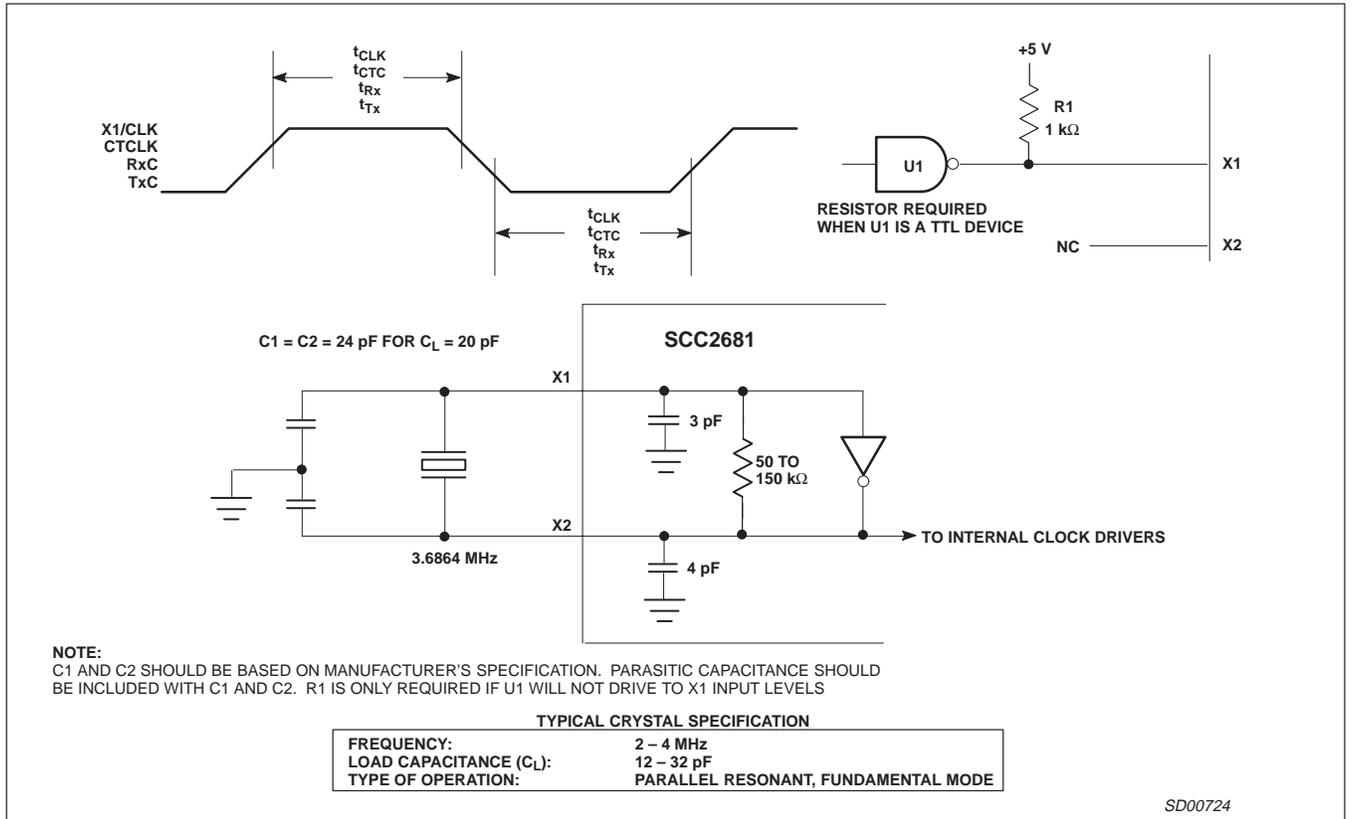 tCLK
tCTC
tRx
tTx
X1/CLK
CTCLK
RxC
TxC
tCLK
tCTC
tRx
tTx
+5 V
R1
1 kΩ
U1
X1
RESISTOR REQUIRED
WHEN U1 IS A TTL DEVICE
NC
X2
C1 = C2 = 24 pF FOR CL = 20 pF
SCC2681
X1
3 pF
50 TO
150 kΩ
X2
TO INTERNAL CLOCK DRIVERS
3.6864 MHz
4 pF
NOTE:
C1 AND C2 SHOULD BE BASED ON MANUFACTURER'S SPECIFICATION. PARASITIC CAPACITANCE SHOULD
BE INCLUDED WITH C1 AND C2. R1 IS ONLY REQUIRED IF U1 WILL NOT DRIVE TO X1 INPUT LEVELS
TYPICAL CRYSTAL SPECIFICATION
FREQUENCY: 2 – 4 MHz
LOAD CAPACITANCE (CL): 12 – 32 pF
TYPE OF OPERATION: PARALLEL RESONANT, FUNDAMENTAL MODE
SD00724